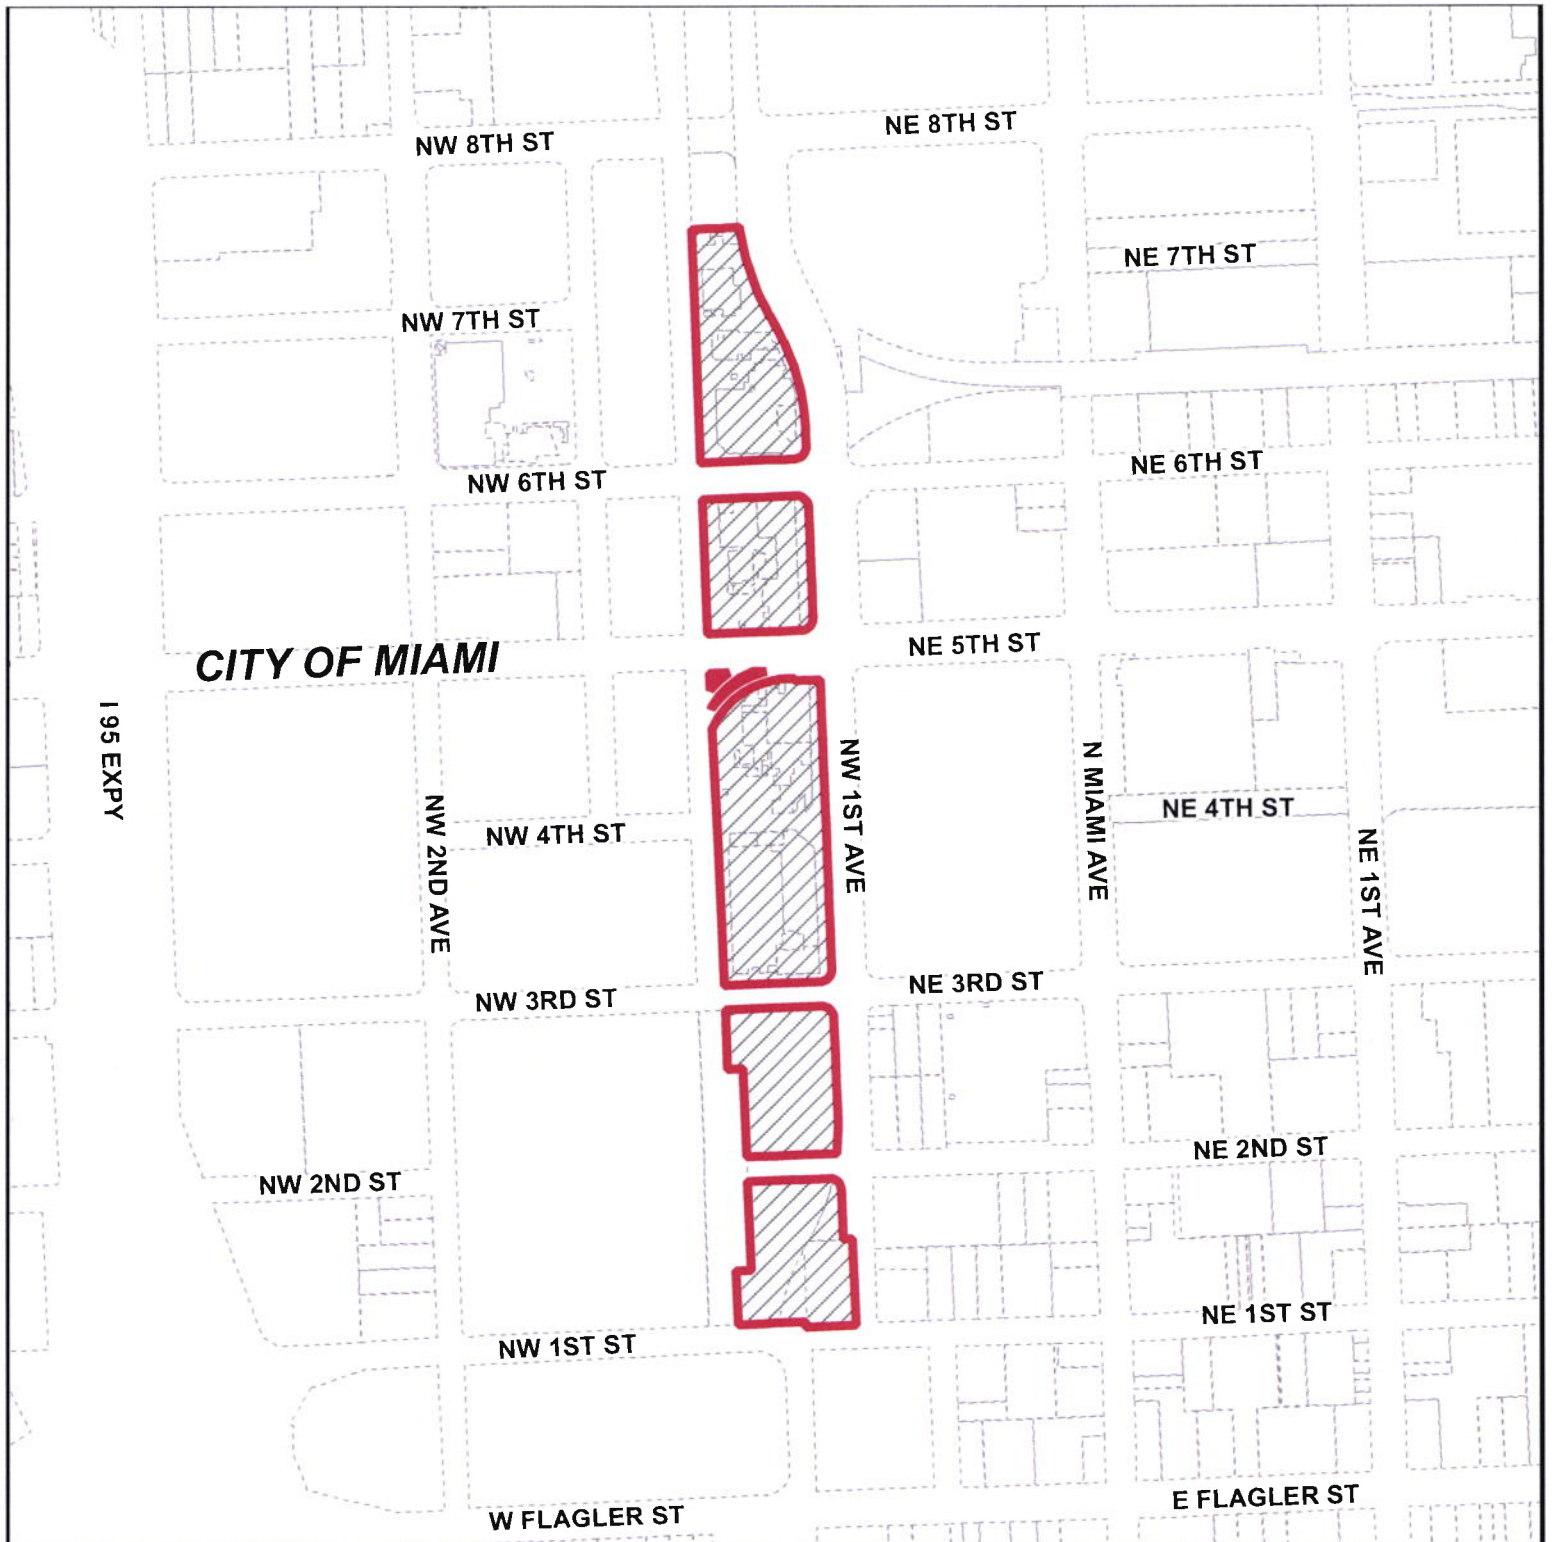 NE 8TH ST
NW 8TH ST
NE 7TH ST
NW 7TH ST
NE 6TH ST
NW 6TH ST
NE 5TH ST
CITY OF MIAMI
I 95 EXPY
NW 2ND AVE
NW 1ST AVE
N MIAMI AVE
NE 1ST AVE
NE 4TH ST
NW 4TH ST
NE 3RD ST
NW 3RD ST
NE 2ND ST
NW 2ND ST
NE 1ST ST
NW 1ST ST
E FLAGLER ST
W FLAGLER ST